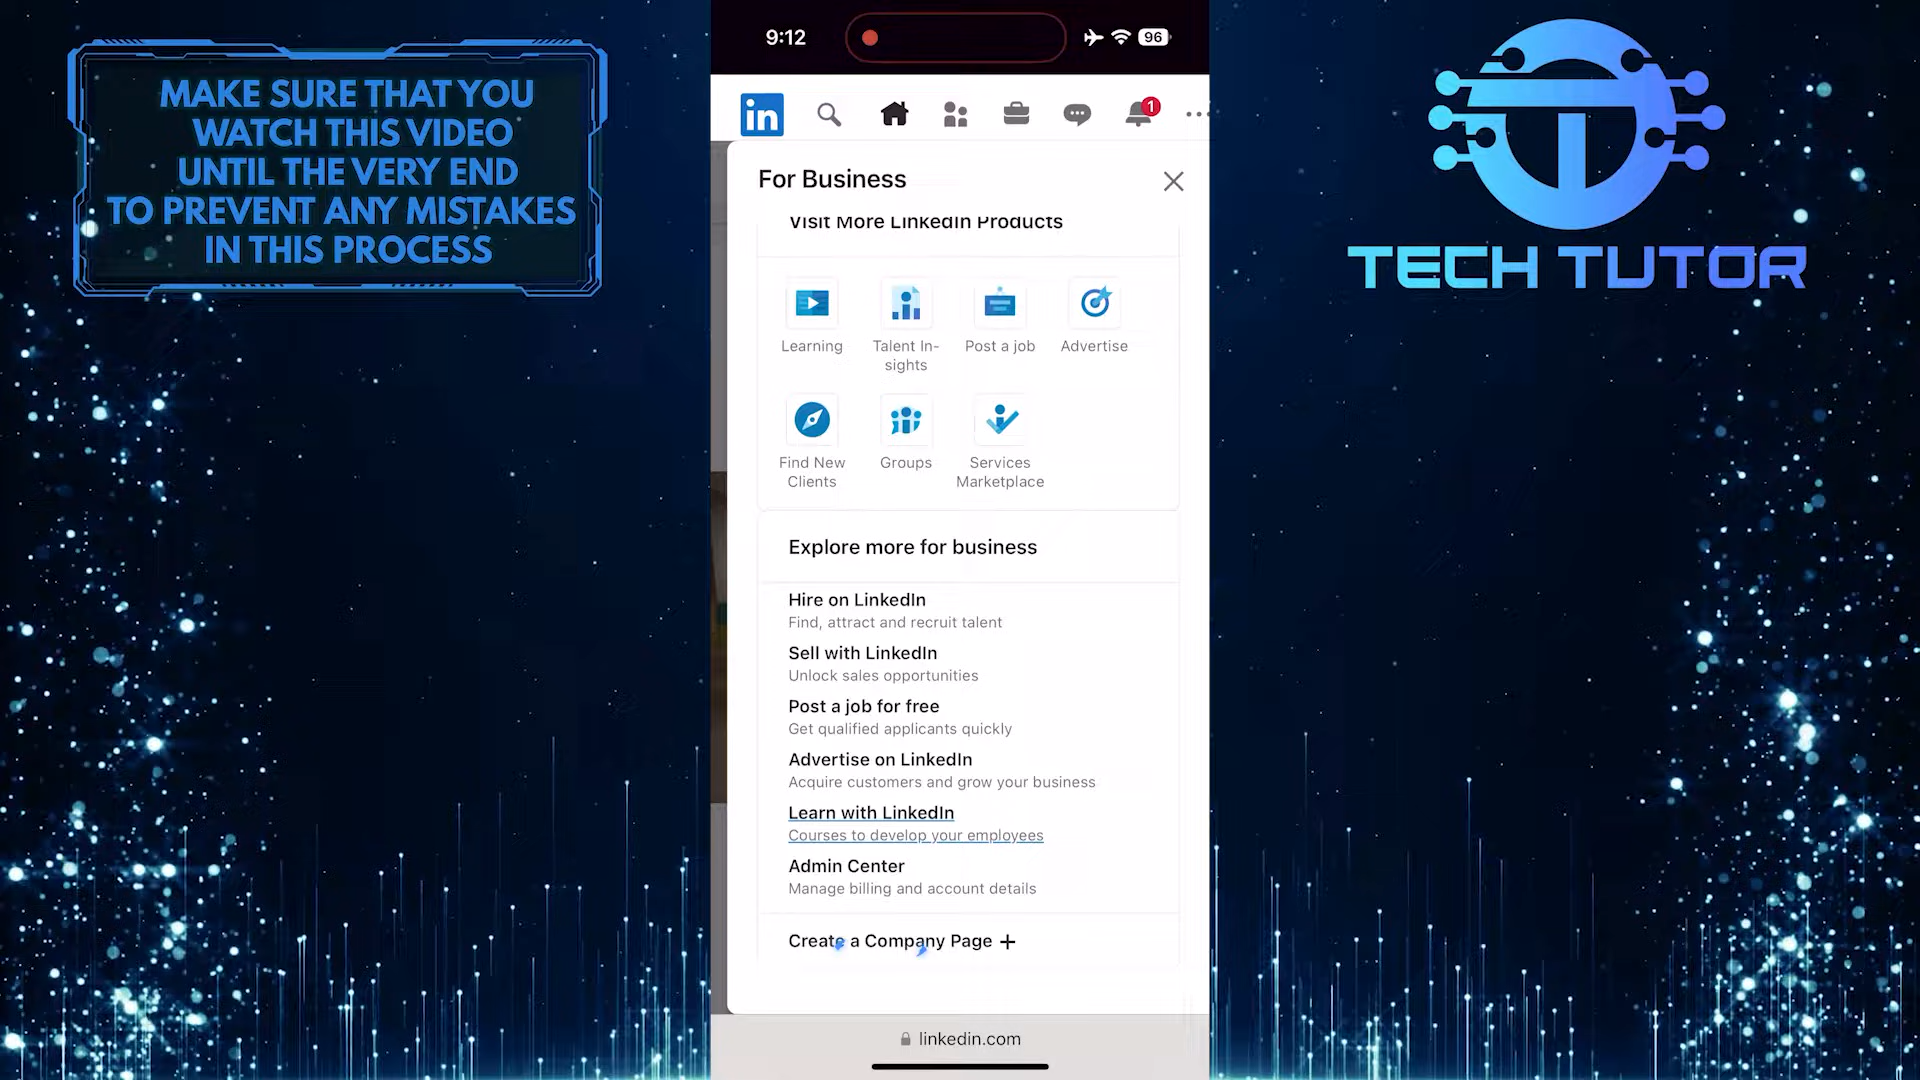 MAKE SURE THAT YOU
WATCH THIS VIDEO
UNTIL THE VERY END
TO PREVENT ANY MISTAKES
IN THIS PROCESS
9:12
96
in
1
For Business
Visit More LinkedIn Products
Learning
Talent In-
sights
Post a job
Advertise
Find New
Clients
Groups
Services
Marketplace
Explore more for business
Hire on LinkedIn
Find, attract and recruit talent
Sell with LinkedIn
Unlock sales opportunities
Post a job for free
Get qualified applicants quickly
Advertise on LinkedIn
Acquire customers and grow your business
Learn with LinkedIn
Courses to develop your employees
Admin Center
Manage billing and account details
Create a Company Page +
linkedin.com
TECH TUTOR